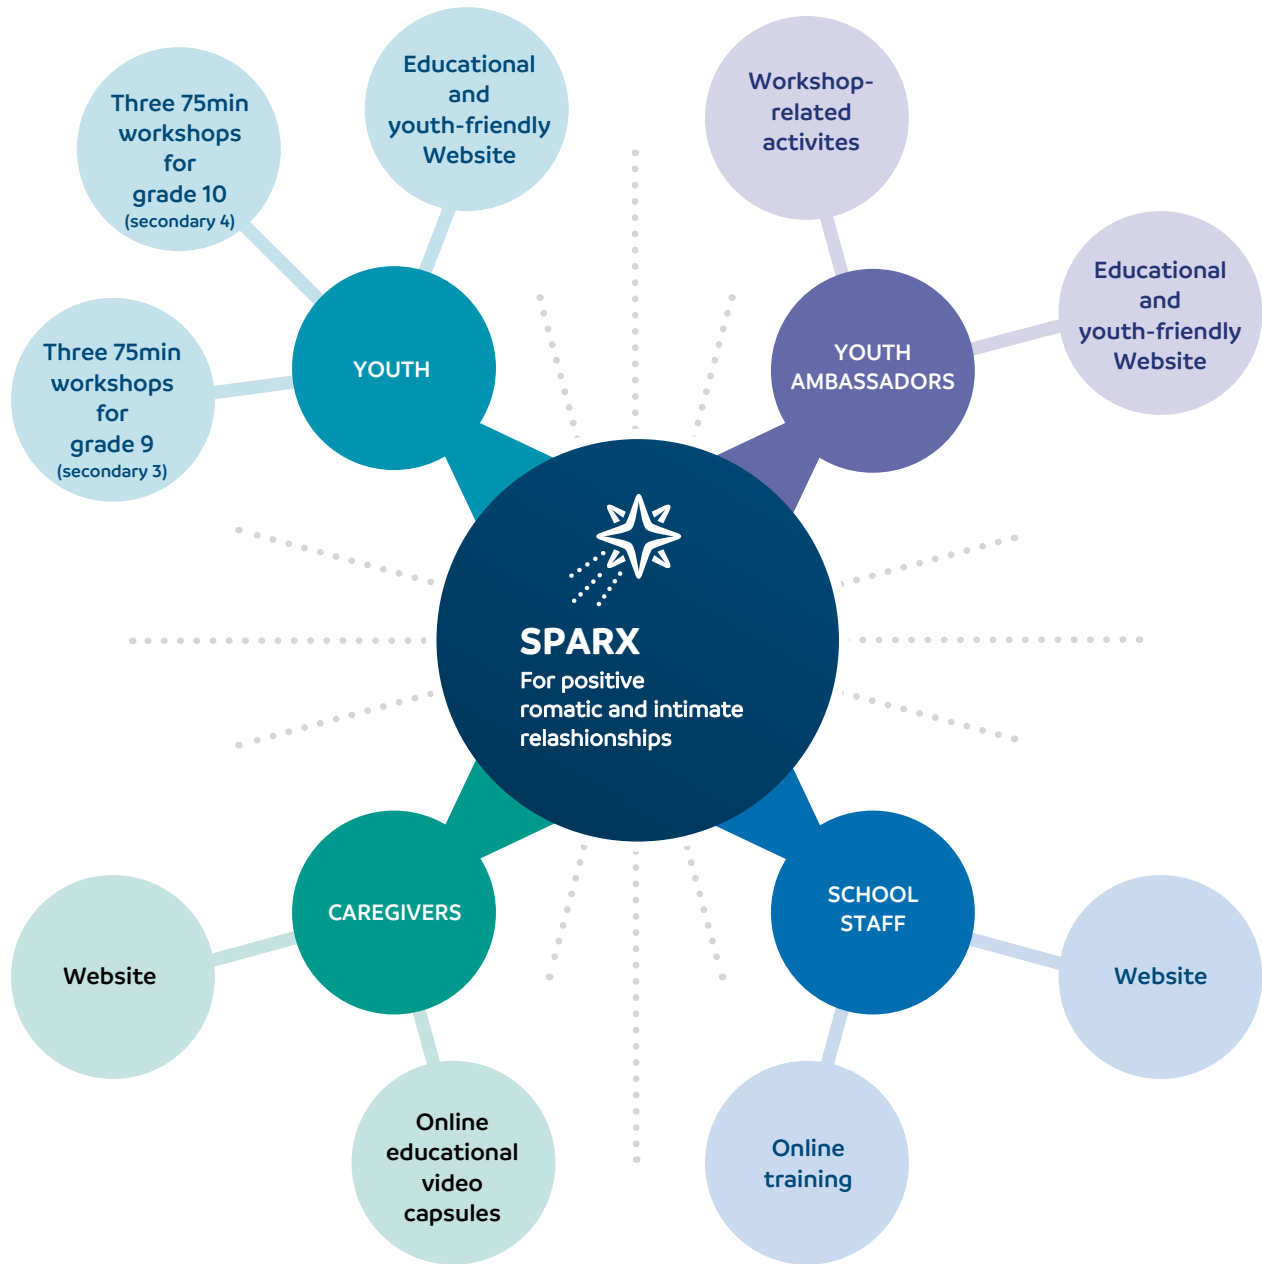 Three 75min
workshops
for
grade 10
(secondary 4)
Educational
and
youth-friendly
Website
Three 75min
workshops
for
grade 9
(secondary 3)
YOUTH
Workshop-
related
activites
Educational
and
youth-friendly
Website
YOUTH
AMBASSADORS
SPARX
For positive
romatic and intimate
relashionships
CAREGIVERS
Website
Online
educational
video
capsules
SCHOOL
STAFF
Website
Online
training